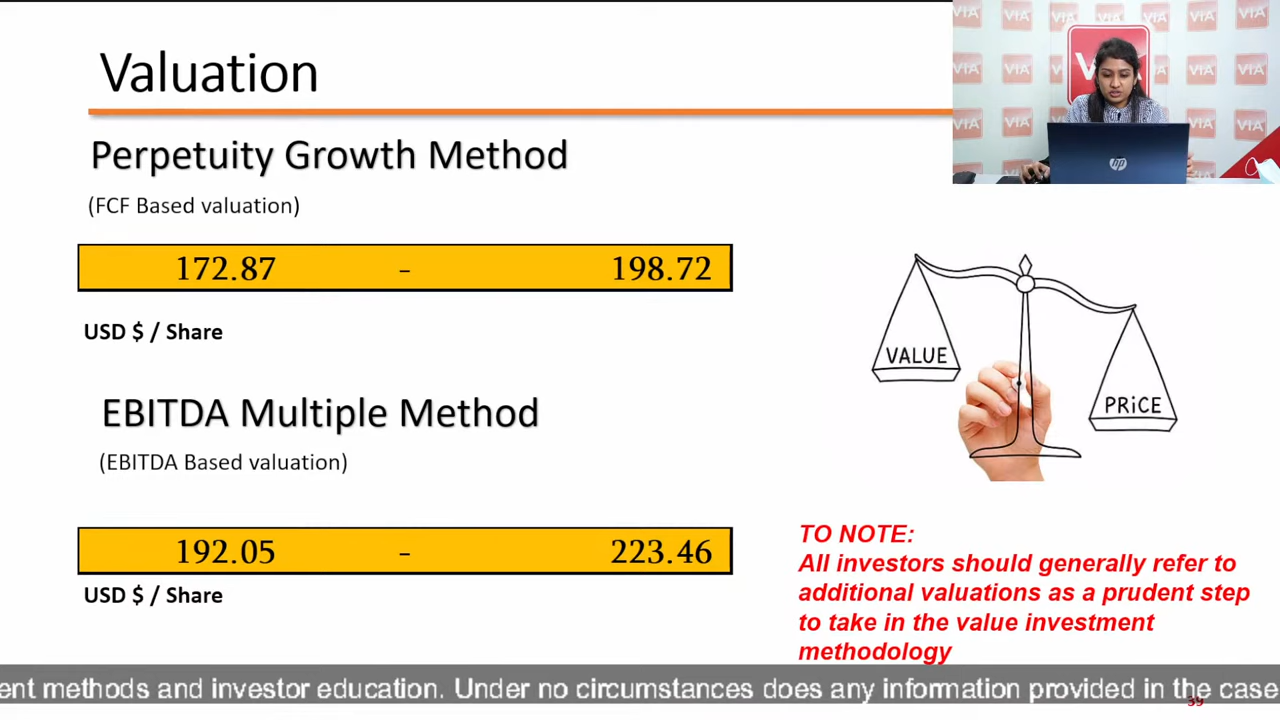 Valuation
Perpetuity Growth Method
(FCF Based valuation)
172.87 - 198.72
USD $ / Share
EBITDA Multiple Method
(EBITDA Based valuation)
192.05 - 223.46
USD $ / Share
VIA
hp
VALUE
PRiCE
TO NOTE:
All investors should generally refer to
additional valuations as a prudent step
to take in the value investment
methodology
ent methods and investor education. Under no circumstances does any information provided in the case
39